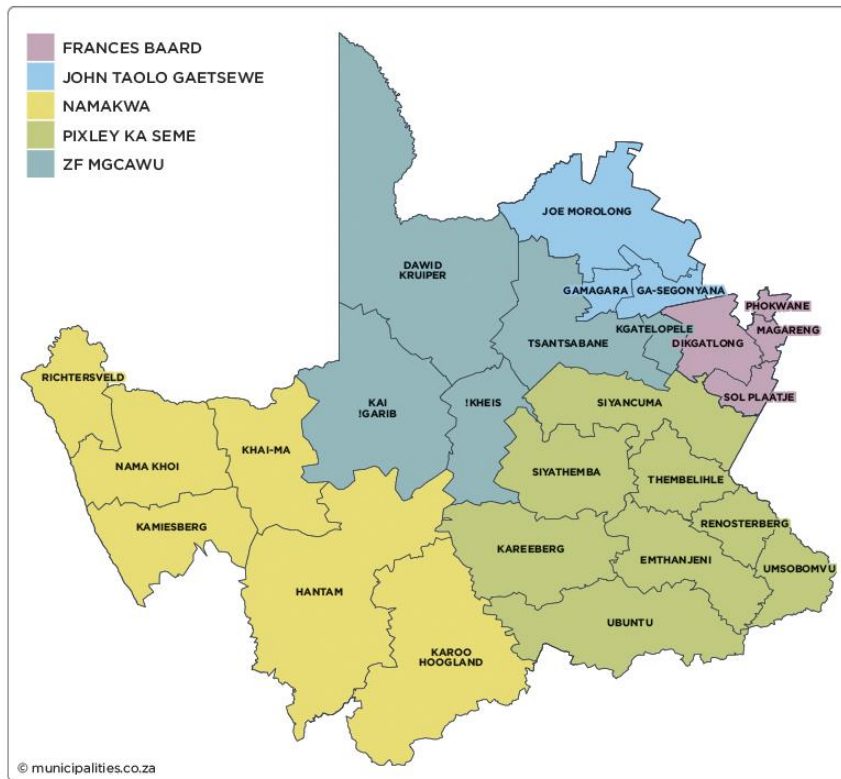 FRANCES BAARD
JOHN TAOLO GAETSEWE
NAMAKWA
PIXLEY KA SEME
ZF MGCAWU
JOE MOROLONG
DAWID
KRUIPER
GAMAGARA
GA-SEGONYANA
PHOKWANE
KGATELOPELE
MAGARENG
TSANTSABANE
DIKGATLONG
RICHTERSVELD
SOL PLAATJE
KAI
!GARIB
!KHEIS
SIYANCUMA
KHAI-MA
NAMA KHOI
SIYATHEMBA
THEMBELIHLE
KAMIESBERG
RENOSTERBERG
KAREEBERG
EMTHANJENI
UMSOBOMVU
HANTAM
UBUNTU
KAROO
HOOGLAND
© municipalities.co.za